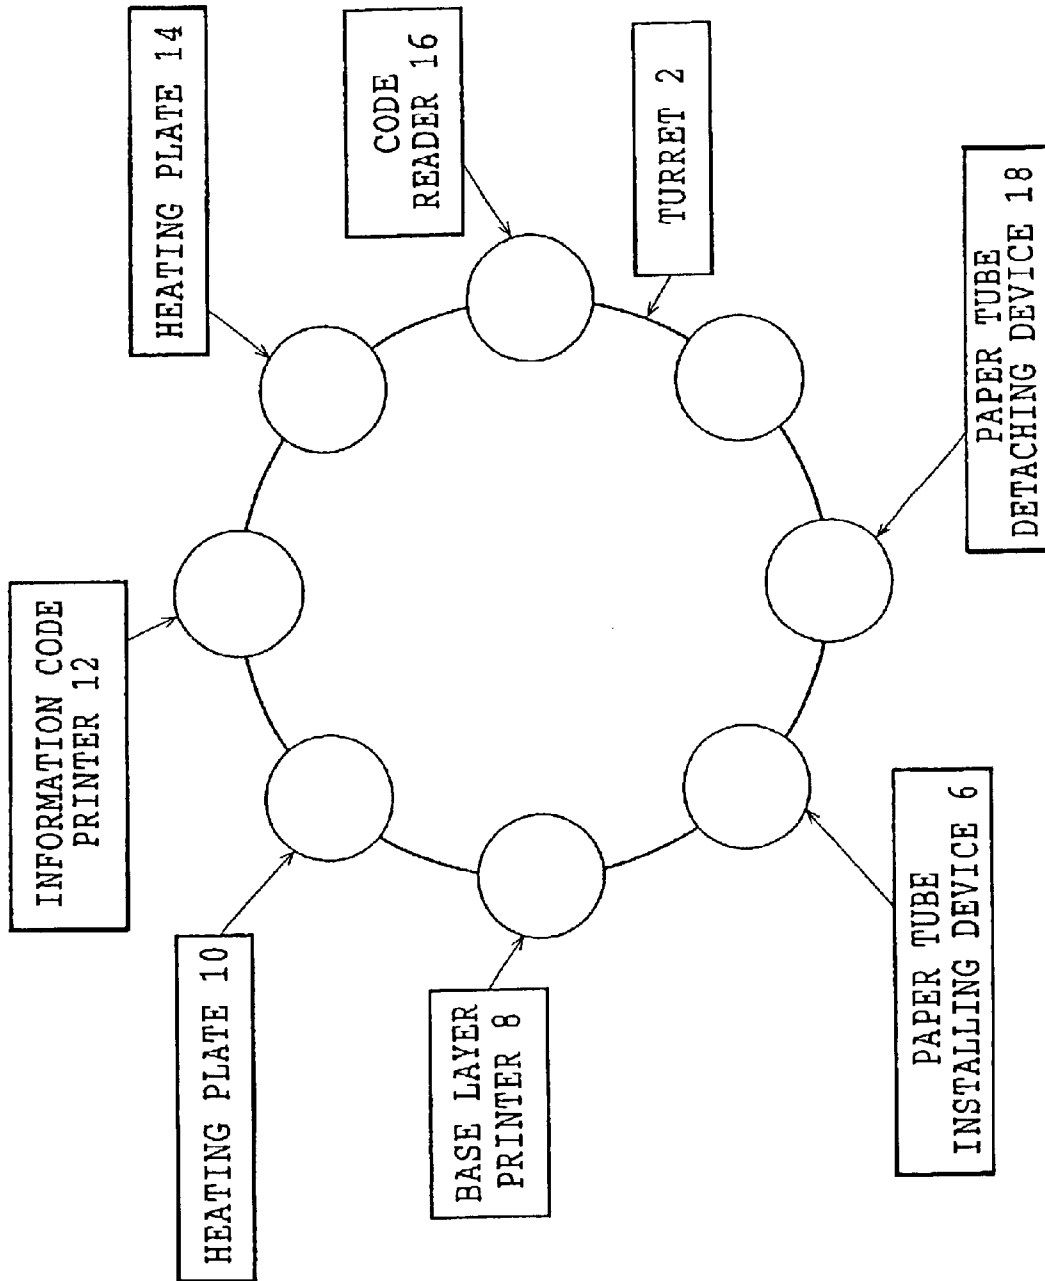 INFORMATION CODE
PRINTER 12
HEATING PLATE 10
HEATING PLATE 14
BASE LAYER
PRINTER 8
CODE
READER 16
TURRET 2
PAPER TUBE
INSTALLING DEVICE 6
PAPER TUBE
DETACHING DEVICE 18